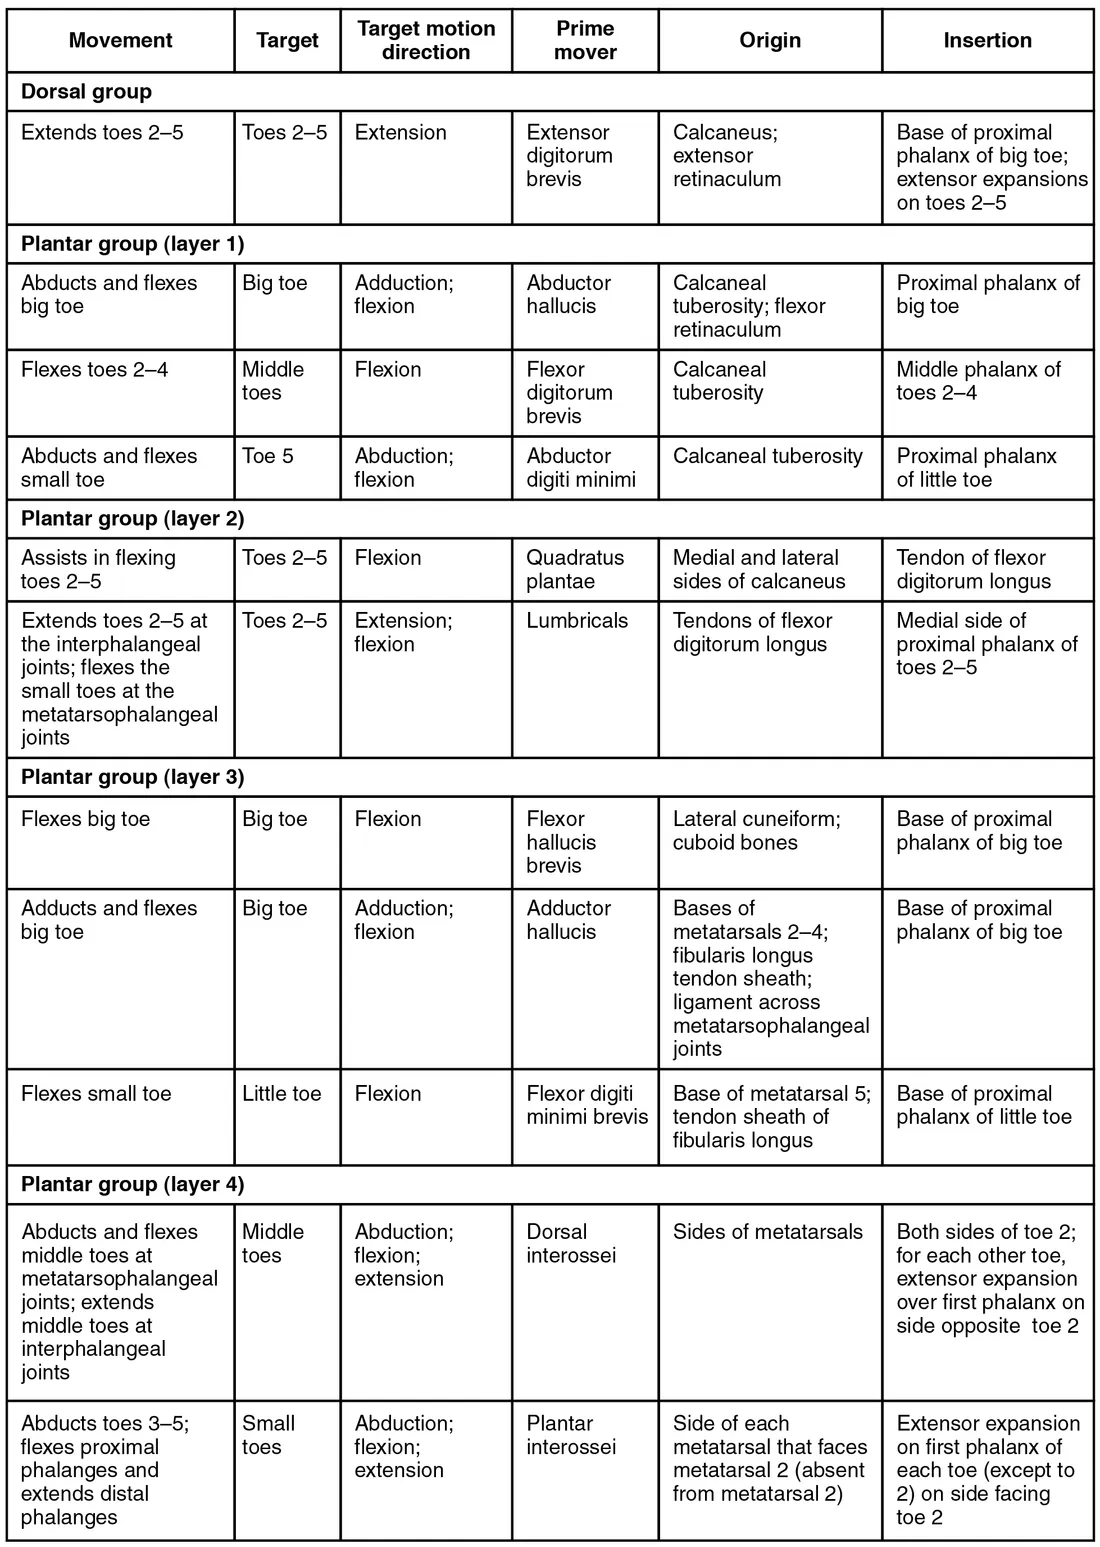 Movement
Target
Target motion
direction
Prime
mover
Origin
Insertion
Dorsal group
Extends toes 2–5
Toes 2–5
Extension
Extensor
digitorum
brevis
Calcaneus;
extensor
retinaculum
Base of proximal
phalanx of big toe;
extensor expansions
on toes 2–5
Plantar group (layer 1)
Abducts and flexes
big toe
Big toe
Adduction;
flexion
Abductor
hallucis
Calcaneal
tuberosity; flexor
retinaculum
Proximal phalanx of
big toe
Flexes toes 2–4
Middle
toes
Flexion
Flexor
digitorum
brevis
Calcaneal
tuberosity
Middle phalanx of
toes 2–4
Abducts and flexes
small toe
Toe 5
Abduction;
flexion
Abductor
digiti minimi
Calcaneal tuberosity
Proximal phalanx
of little toe
Plantar group (layer 2)
Assists in flexing
toes 2–5
Toes 2–5
Flexion
Quadratus
plantae
Medial and lateral
sides of calcaneus
Tendon of flexor
digitorum longus
Extends toes 2–5 at
the interphalangeal
joints; flexes the
small toes at the
metatarsophalangeal
joints
Toes 2–5
Extension;
flexion
Lumbricals
Tendons of flexor
digitorum longus
Medial side of
proximal phalanx of
toes 2–5
Plantar group (layer 3)
Flexes big toe
Big toe
Flexion
Flexor
hallucis
brevis
Lateral cuneiform;
cuboid bones
Base of proximal
phalanx of big toe
Adducts and flexes
big toe
Big toe
Adduction;
flexion
Adductor
hallucis
Bases of
metatarsals 2–4;
fibularis longus
tendon sheath;
ligament across
metatarsophalangeal
joints
Base of proximal
phalanx of big toe
Flexes small toe
Little toe
Flexion
Flexor digiti
minimi brevis
Base of metatarsal 5;
tendon sheath of
fibularis longus
Base of proximal
phalanx of little toe
Plantar group (layer 4)
Abducts and flexes
middle toes at
metatarsophalangeal
joints; extends
middle toes at
interphalangeal
joints
Middle
toes
Abduction;
flexion;
extension
Dorsal
interossei
Sides of metatarsals
Both sides of toe 2;
for each other toe,
extensor expansion
over first phalanx on
side opposite toe 2
Abducts toes 3–5;
flexes proximal
phalanges and
extends distal
phalanges
Small
toes
Abduction;
flexion;
extension
Plantar
interossei
Side of each
metatarsal that faces
metatarsal 2 (absent
from metatarsal 2)
Extensor expansion
on first phalanx of
each toe (except to
2) on side facing
toe 2